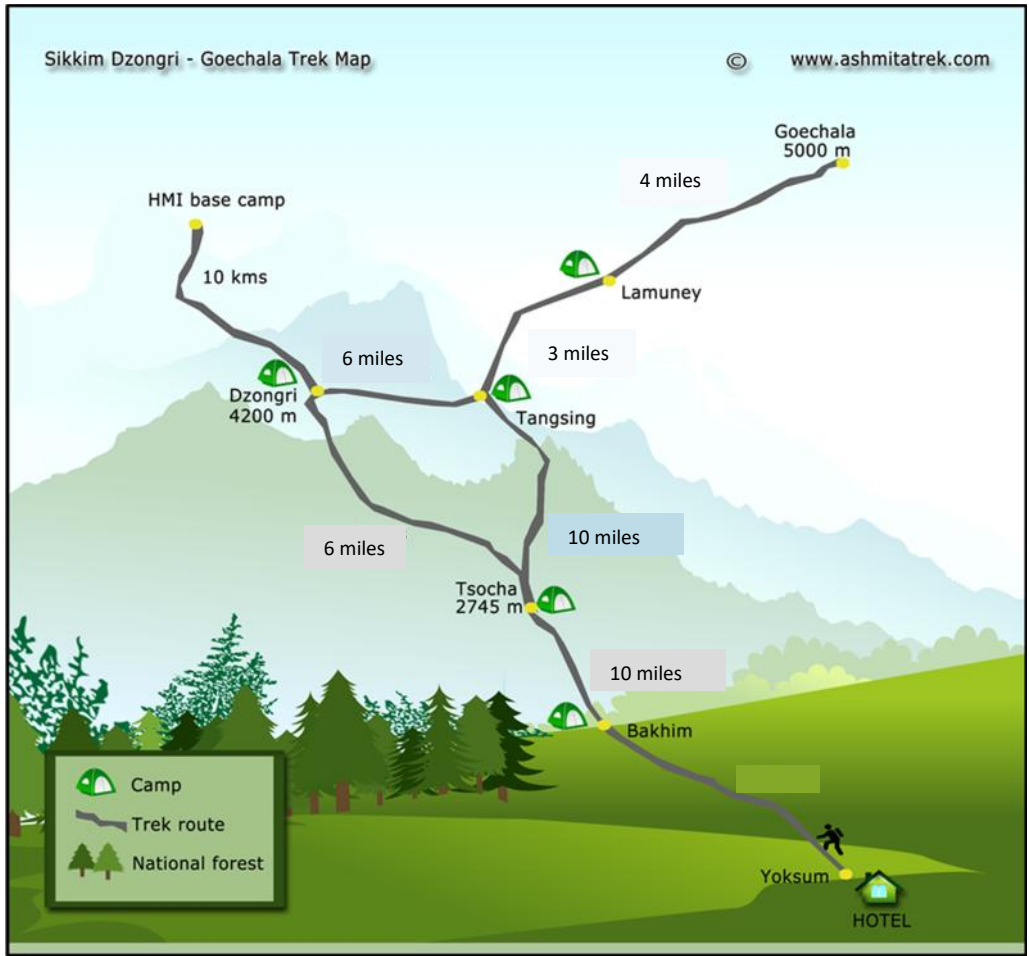 Sikkim Dzongri - Goechala Trek Map
© www.ashmitatrek.com
Goechala
5000 m
4 miles
HMI base camp
10 kms
Lamuney
6 miles
3 miles
Dzongri
4200 m
Tangsing
6 miles
10 miles
Tsocha
2745 m
10 miles
Bakhim
Camp
Trek route
National forest
Yoksum
HOTEL